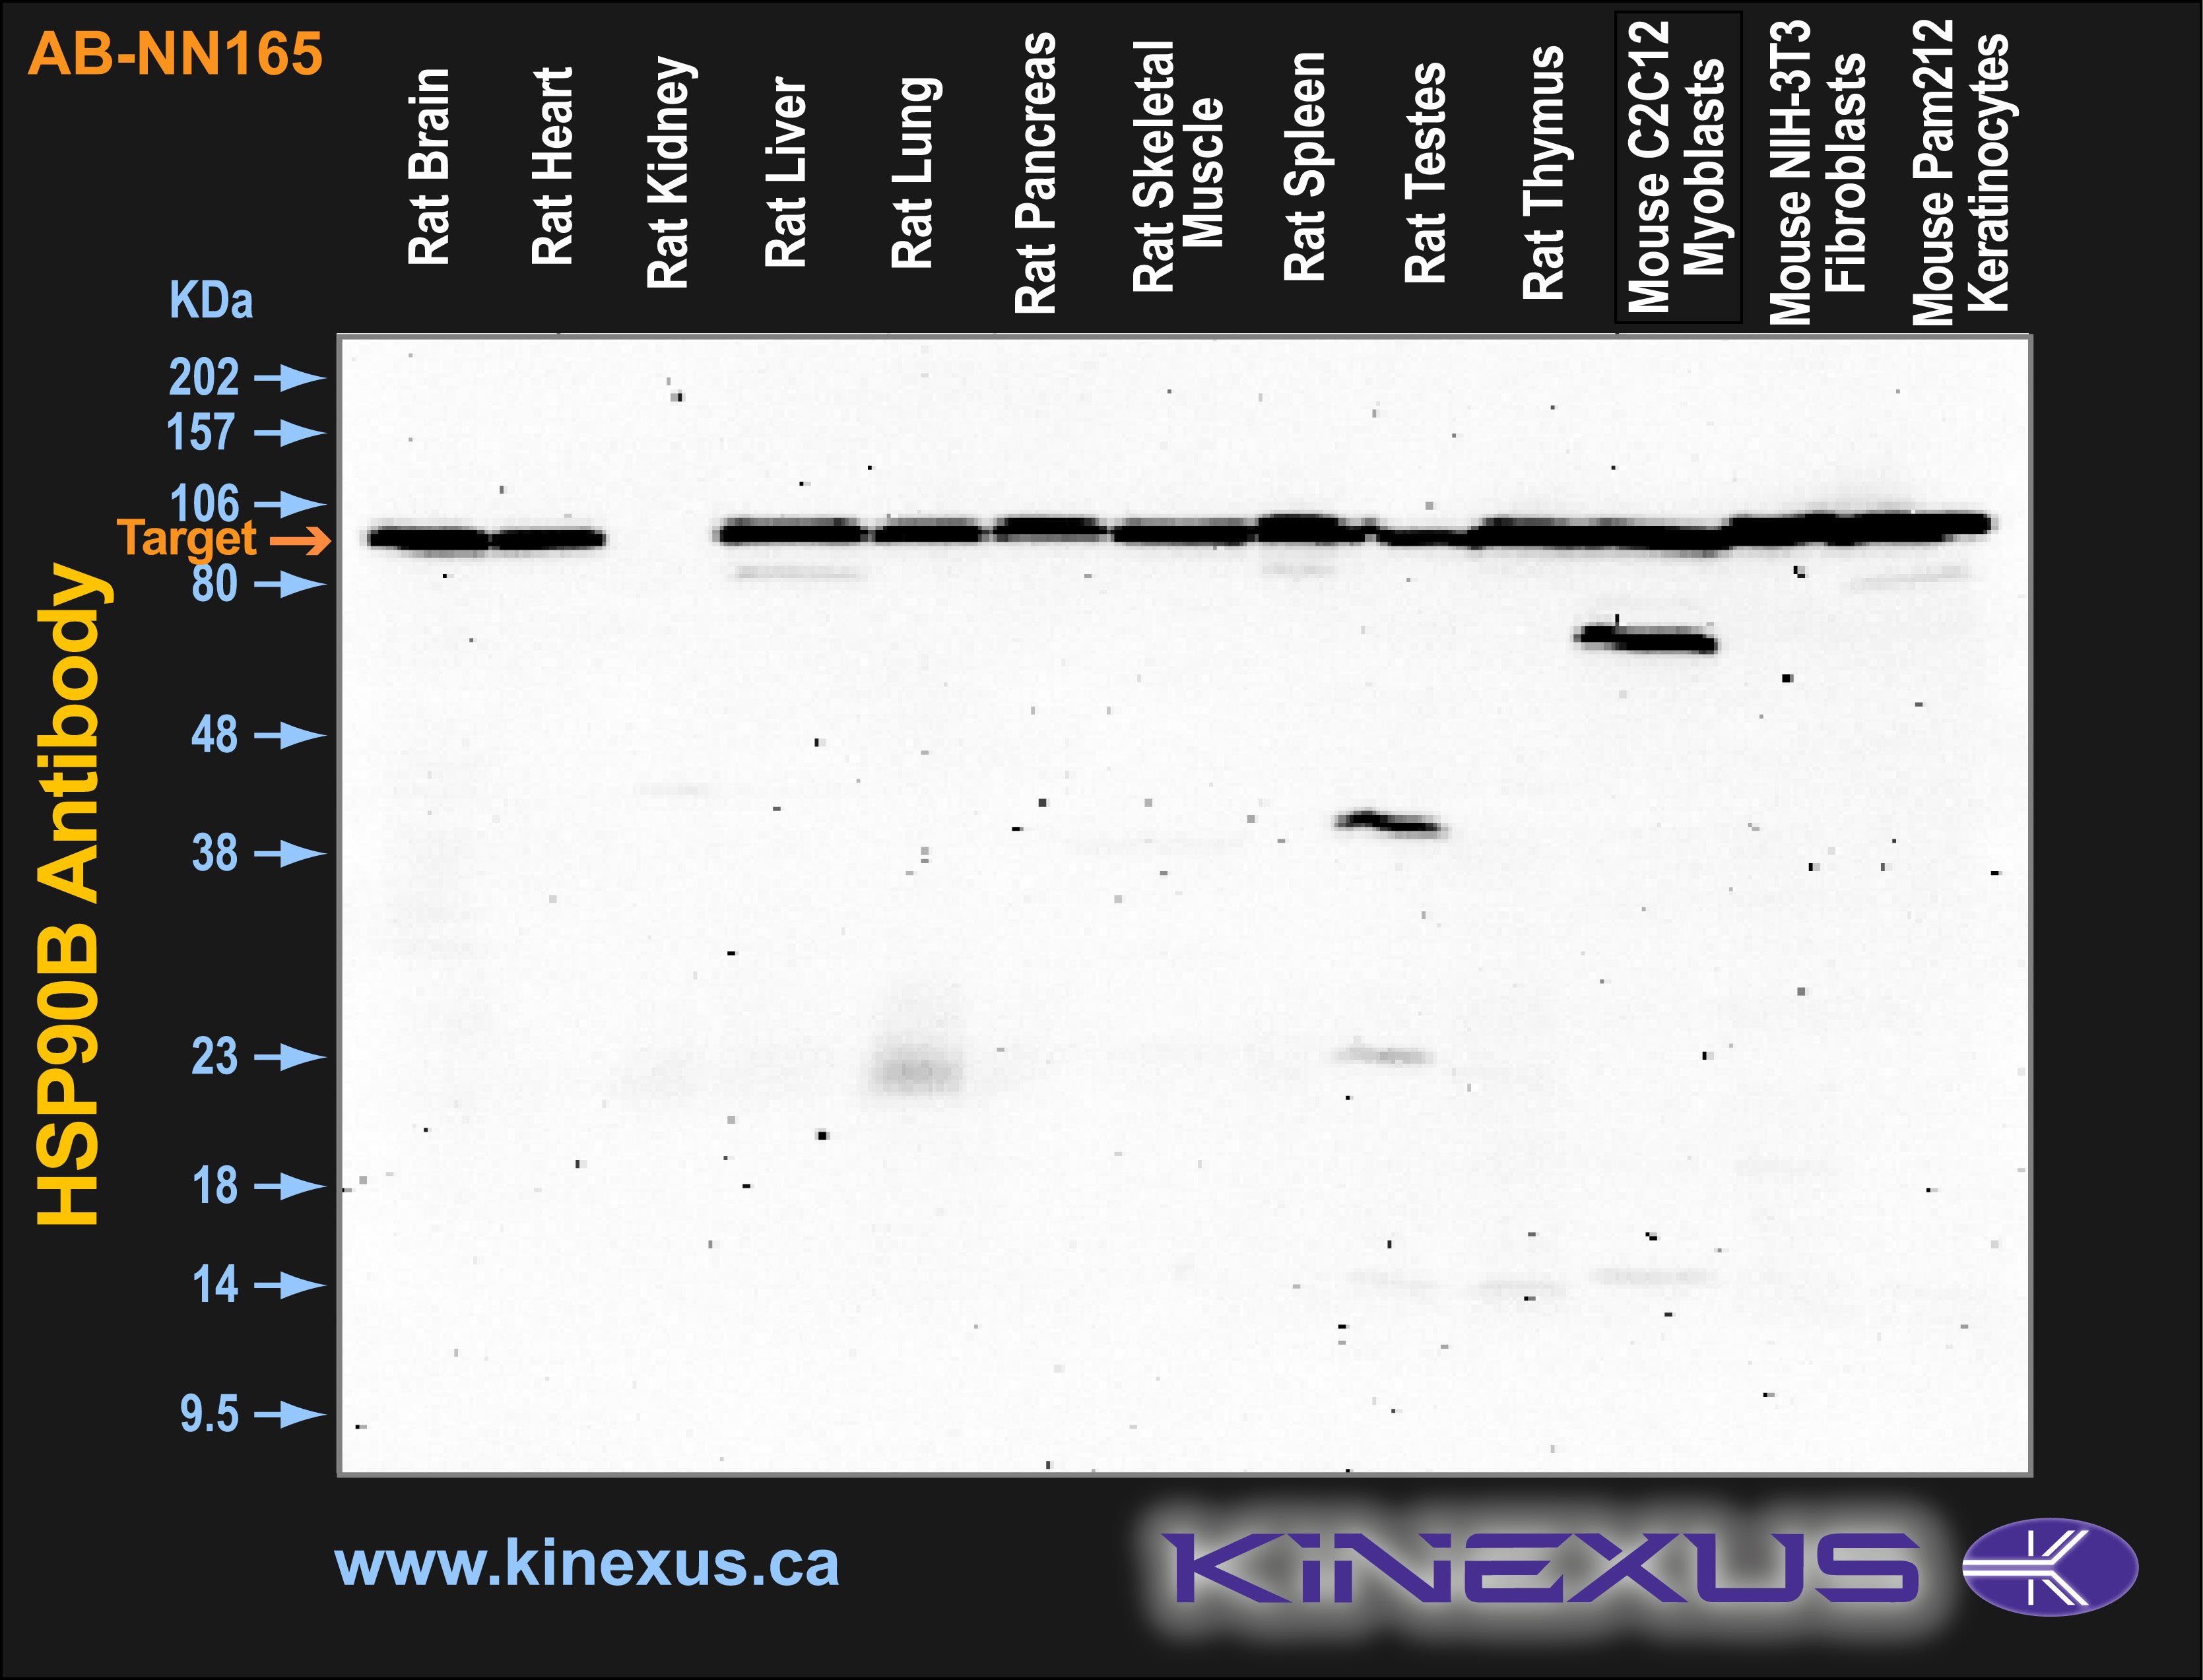 AB-NN165
Rat Brain
Rat Heart
Rat Kidney
Rat Liver
Rat Lung
Rat Pancreas
Rat Skeletal
Muscle
Rat Spleen
Rat Testes
Rat Thymus
Mouse C2C12
Myoblasts
Mouse NIH-3T3
Fibroblasts
Mouse Pam212
Keratinocytes
KDa
202
157
106
Target
80
48
38
23
18
14
9.5
HSP90B Antibody
www.kinexus.ca
KiNEXUS